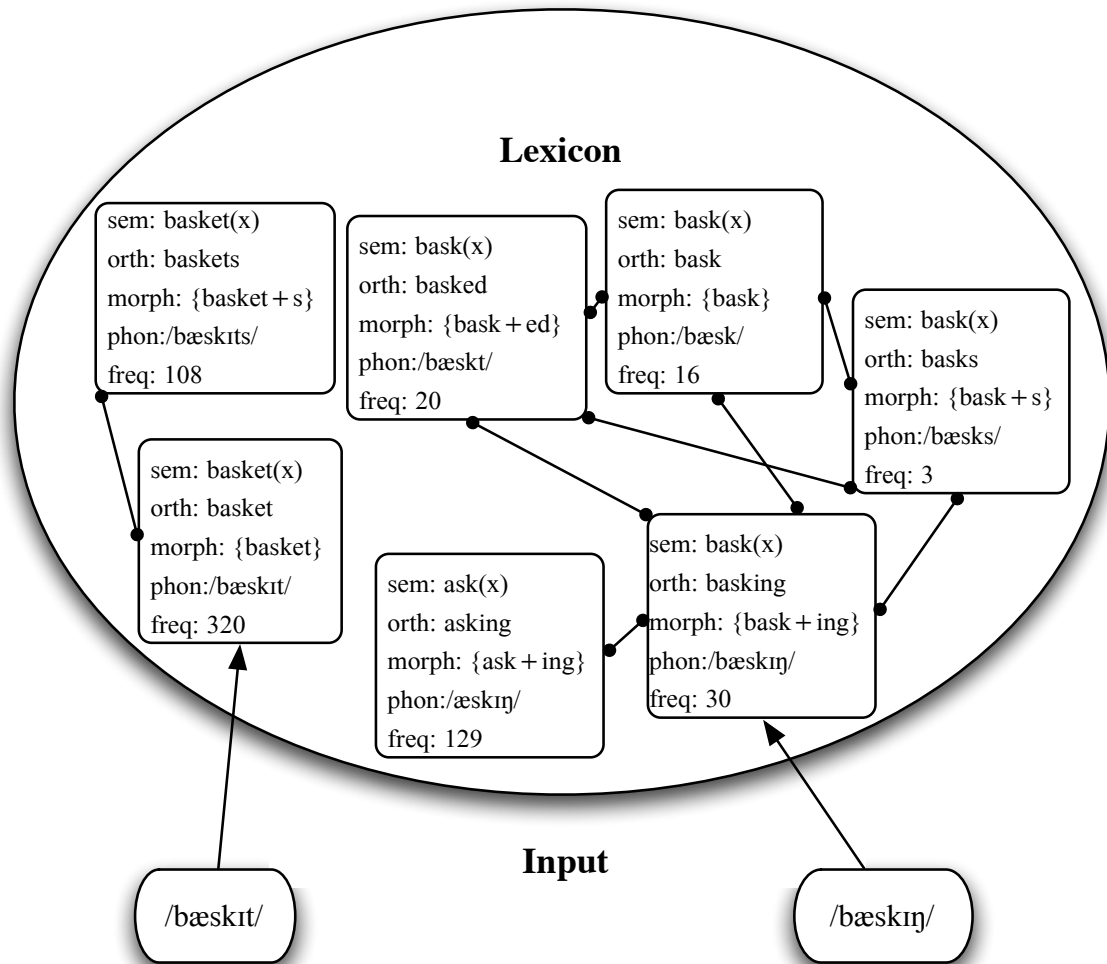 Lexicon
sem: basket(x)
orth: baskets
morph: {basket + s}
phon:/bæskɪts/
freq: 108
sem: bask(x)
orth: basked
morph: {bask + ed}
phon:/bæskt/
freq: 20
sem: bask(x)
orth: bask
morph: {bask}
phon:/bæsk/
freq: 16
sem: bask(x)
orth: basks
morph: {bask + s}
phon:/bæsks/
freq: 3
sem: basket(x)
orth: basket
morph: {basket}
phon:/bæskɪt/
freq: 320
sem: ask(x)
orth: asking
morph: {ask + ing}
phon:/æskɪŋ/
freq: 129
sem: bask(x)
orth: basking
morph: {bask + ing}
phon:/bæskɪŋ/
freq: 30
Input
/bæskɪt/
/bæskɪŋ/